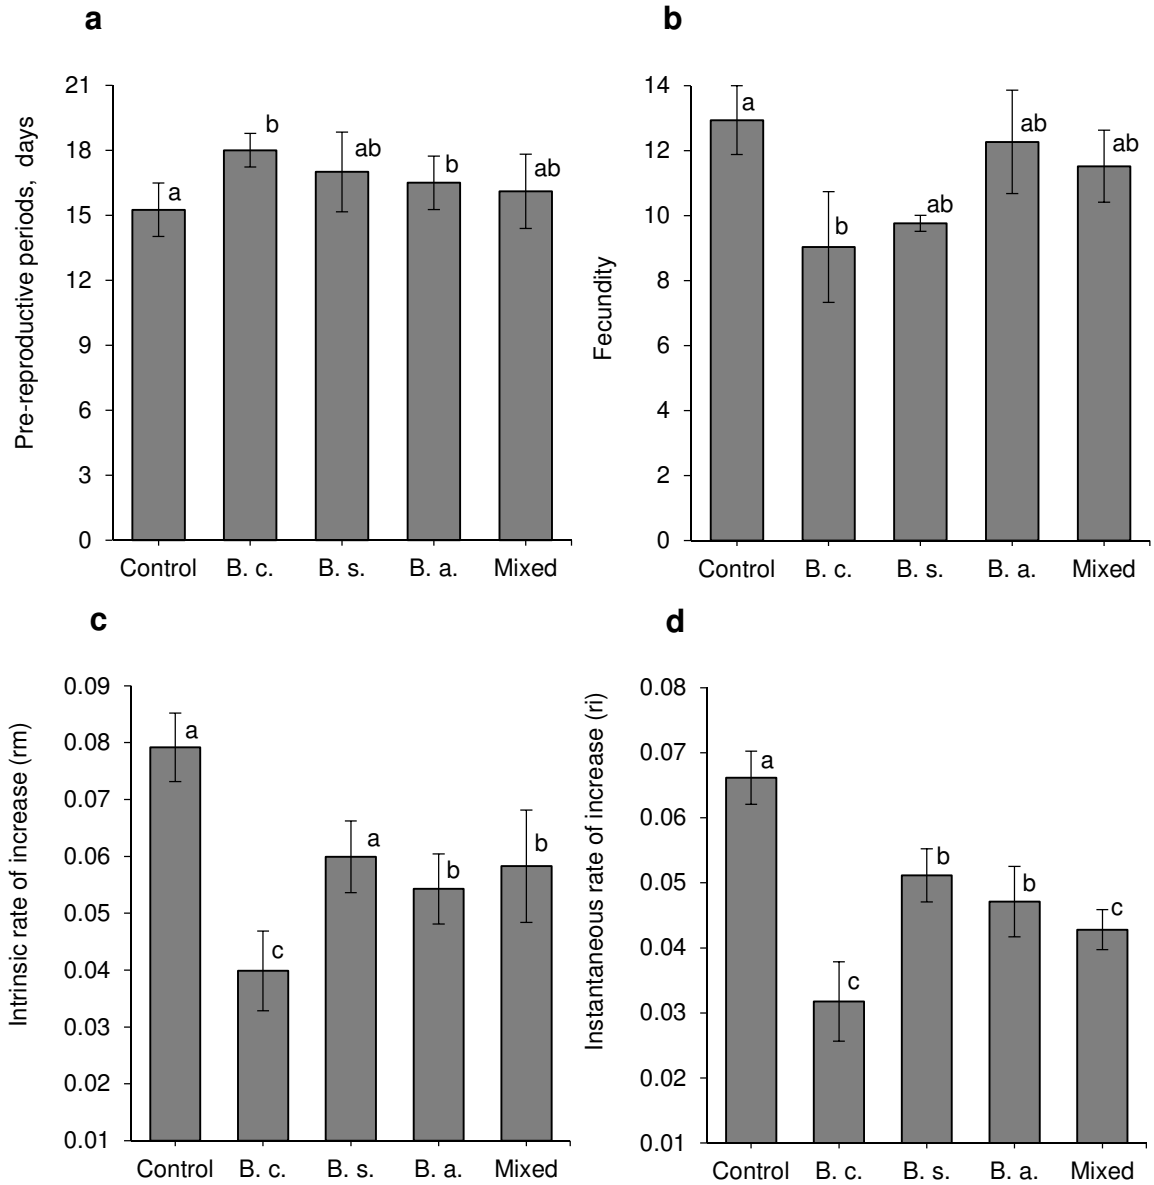 a
Pre-reproductive periods, days
21
18
15
12
9
6
3
0
a
b
ab
b
ab
Control B. c. B. s. B. a. Mixed
b
Fecundity
14
12
10
8
6
4
2
0
a
b
ab
ab
ab
Control B. c. B. s. B. a. Mixed
c
Intrinsic rate of increase (rm)
0.09
0.08
0.07
0.06
0.05
0.04
0.03
0.02
0.01
a
c
a
b
b
Control B. c. B. s. B. a. Mixed
d
Instantaneous rate of increase (ri)
0.08
0.07
0.06
0.05
0.04
0.03
0.02
0.01
a
c
b
b
c
Control B. c. B. s. B. a. Mixed